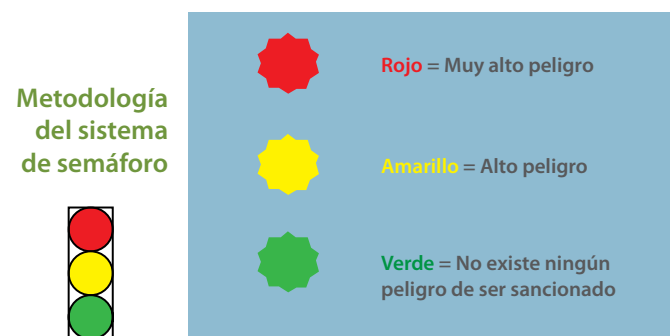 Metodología
del sistema
de semáforo
Rojo = Muy alto peligro
Amarillo = Alto peligro
Verde = No existe ningún
peligro de ser sancionado